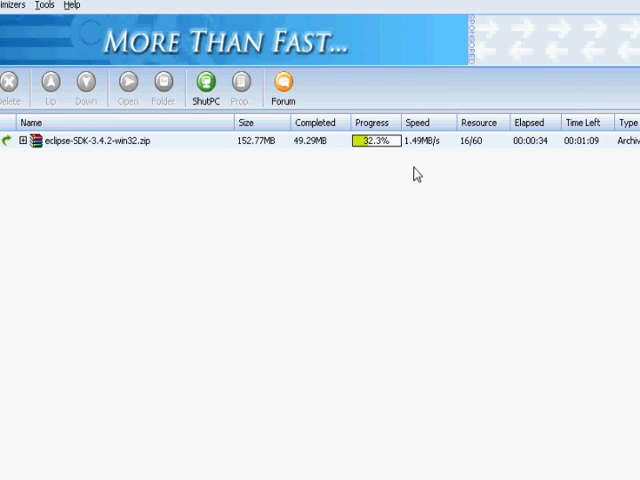 imizers Tools Help
MORE THAN FAST...
SPONSORED
elete Up Down Open Folder ShutPC Prop. Forum
Name Size Completed Progress Speed Resource Elapsed Time Left Type
eclipse-SDK-3.4.2-win32.zip 152.77MB 49.29MB 32.3% 1.49MB/s 16/60 00:00:34 00:01:09 Archiv